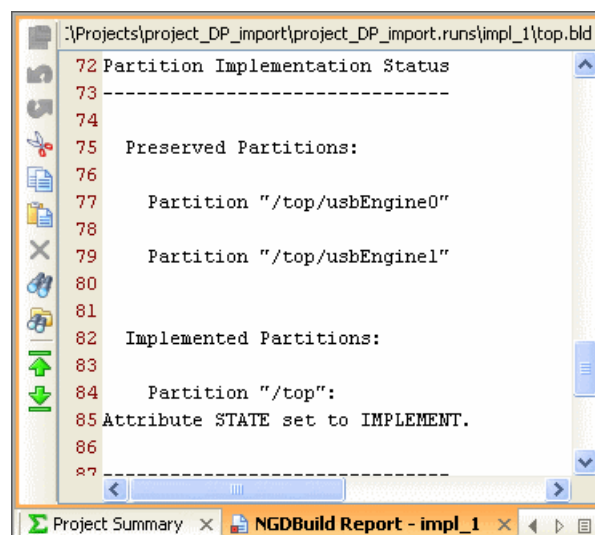 :\Projects\project_DP_import\project_DP_import.runs\impl_1\top.bld
72 Partition Implementation Status
73 -------------------------------
74
75 Preserved Partitions:
76
77 Partition "/top/usbEngine0"
78
79 Partition "/top/usbEngine1"
80
81
82 Implemented Partitions:
83
84 Partition "/top":
85 Attribute STATE set to IMPLEMENT.
86
87 -------------------------------
Project Summary NGDBuild Report - impl_1